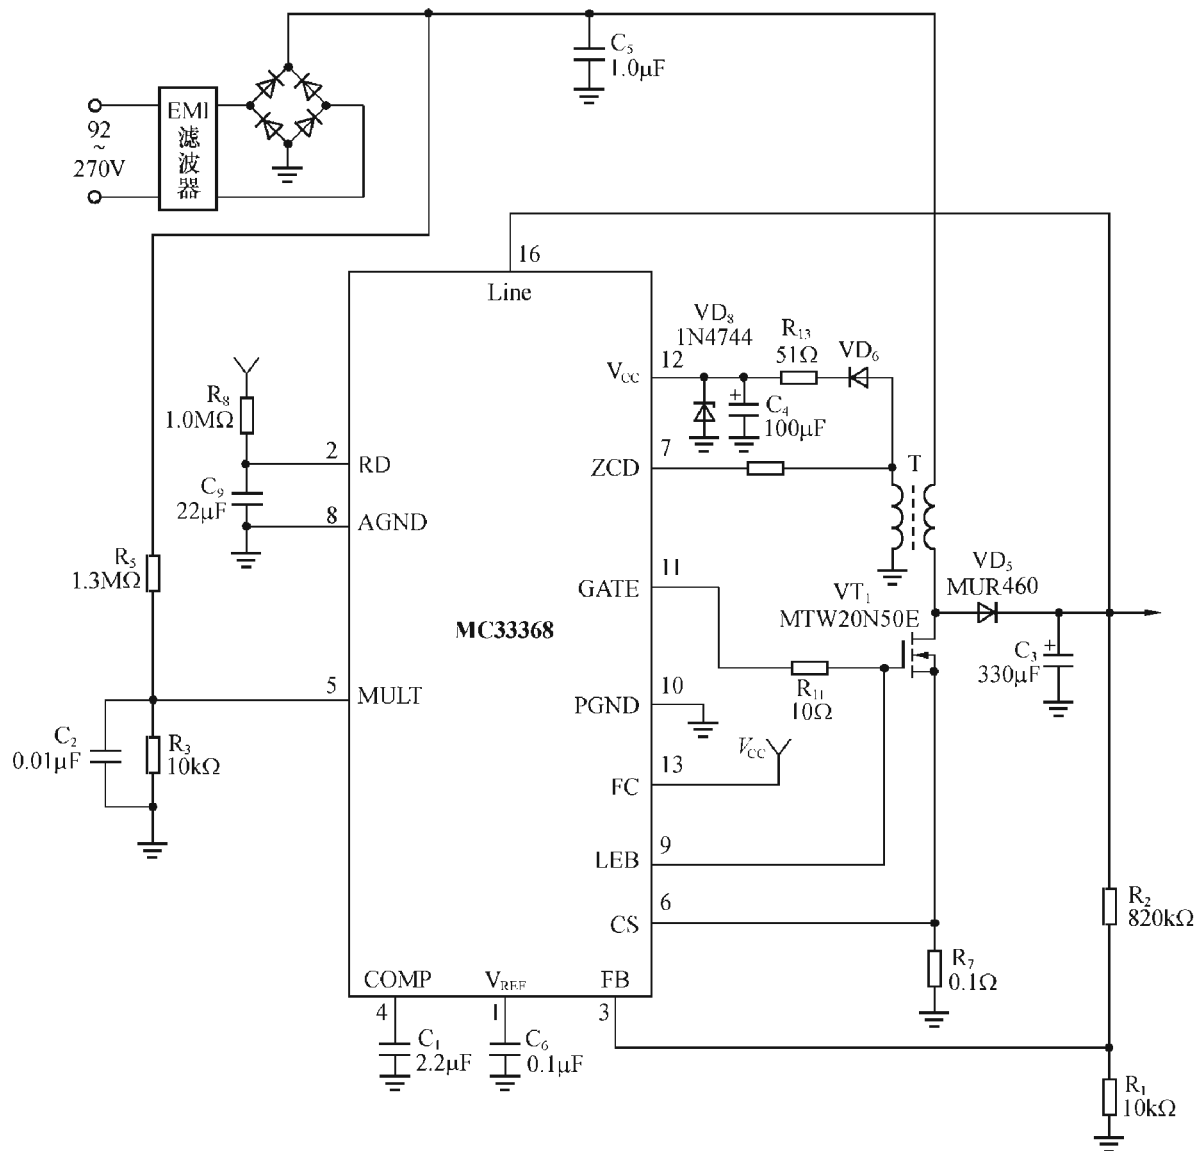 C₅
1.0μF
EMI
滤
波
器
92
~
270V
16
Line
VD₈
1N4744
R₁₃
51Ω
VD₆
12
V_CC
+
C₄
100μF
R₈
1.0MΩ
7
ZCD
T
2
RD
C₉
22μF
8
AGND
R₅
1.3MΩ
11
GATE
VT₁
MTW20N50E
VD₅
MUR460
MC33368
C₃
+
330μF
5
MULT
10
PGND
R₁₁
10Ω
C₂
0.01μF
R₃
10kΩ
V_CC
13
FC
9
LEB
6
CS
R₂
820kΩ
R₇
0.1Ω
COMP
V_REF
FB
4
1
3
C₁
2.2μF
C₆
0.1μF
R₁
10kΩ